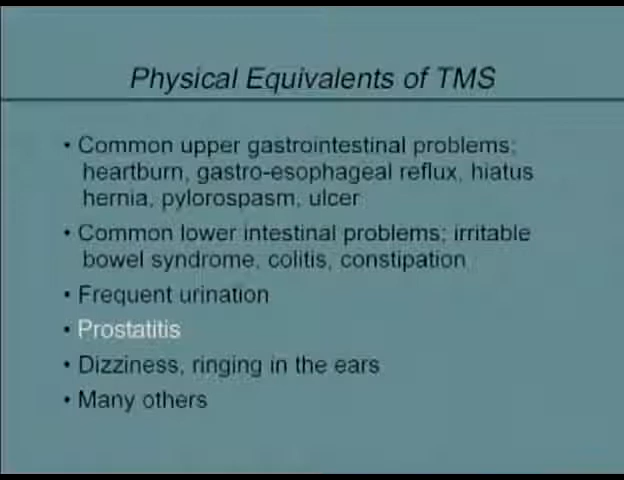 Physical Equivalents of TMS
• Common upper gastrointestinal problems;
heartburn, gastro-esophageal reflux, hiatus
hernia, pylorospasm, ulcer
• Common lower intestinal problems; irritable
bowel syndrome, colitis, constipation
• Frequent urination
• Prostatitis
• Dizziness, ringing in the ears
• Many others